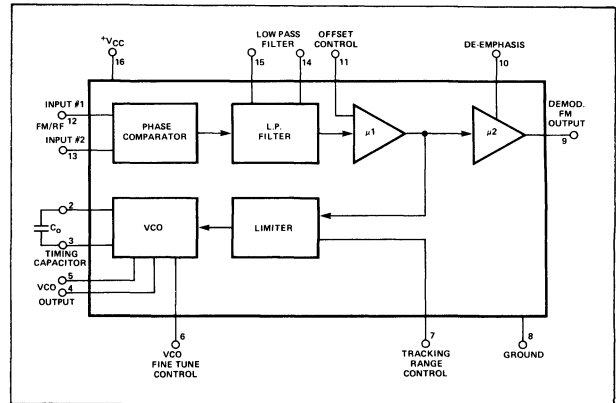 +VCC
16
LOW PASS
FILTER
15
14
OFFSET
CONTROL
11
DE-EMPHASIS
10
INPUT #1
12
FM/RF
INPUT #2
13
PHASE
COMPARATOR
L.P.
FILTER
μ1
μ2
DEMOD.
FM
OUTPUT
9
2
Co
3
TIMING
CAPACITOR
5
VCO
4
OUTPUT
VCO
LIMITER
6
VCO
FINE TUNE
CONTROL
7
TRACKING
RANGE
CONTROL
8
GROUND